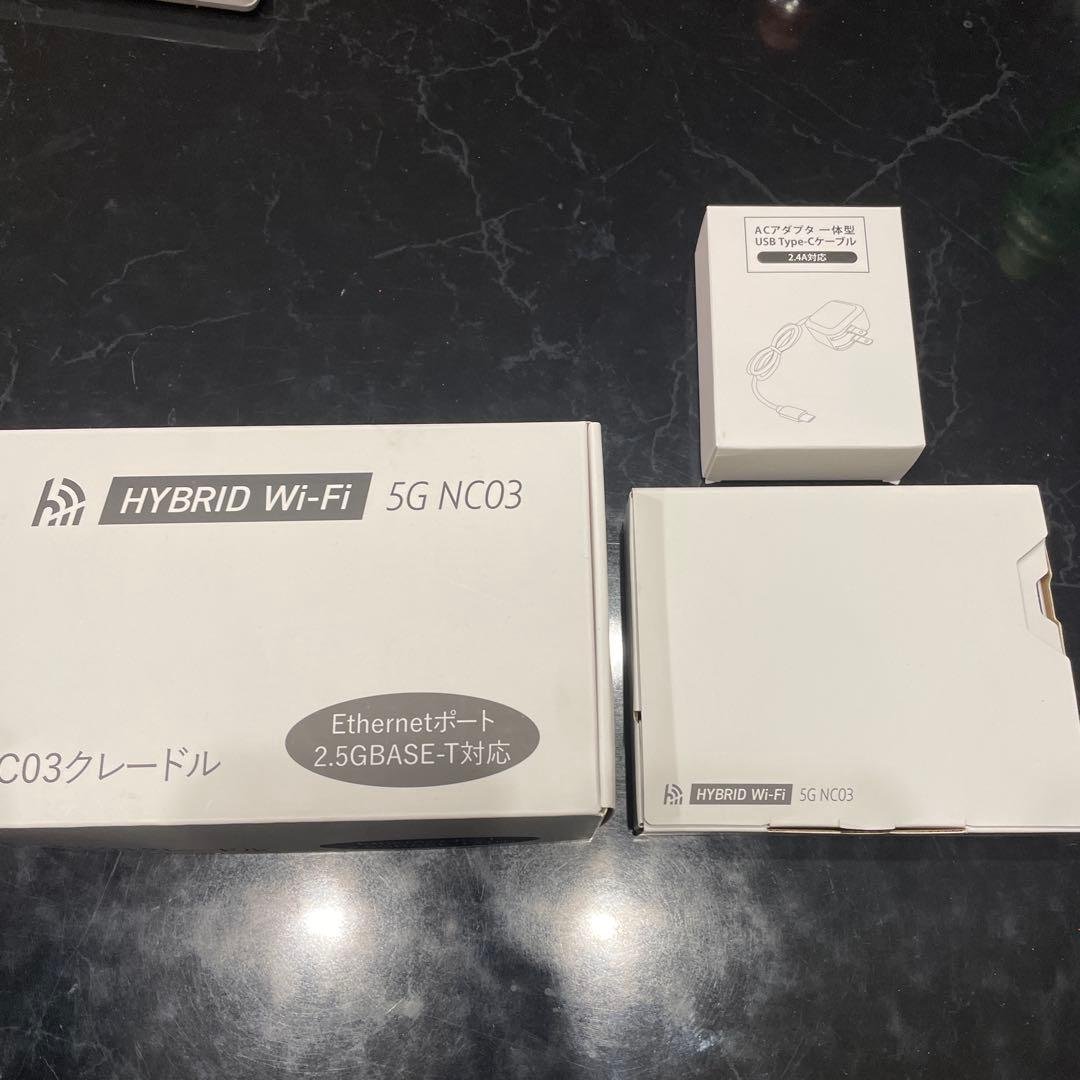 ACアダプタ 一体型
USB Type-Cケーブル
2.4A対応
HYBRID Wi-Fi 5G NC03
Ethernetポート
2.5GBASE-T対応
C03クレードル
HYBRID Wi-Fi 5G NC03